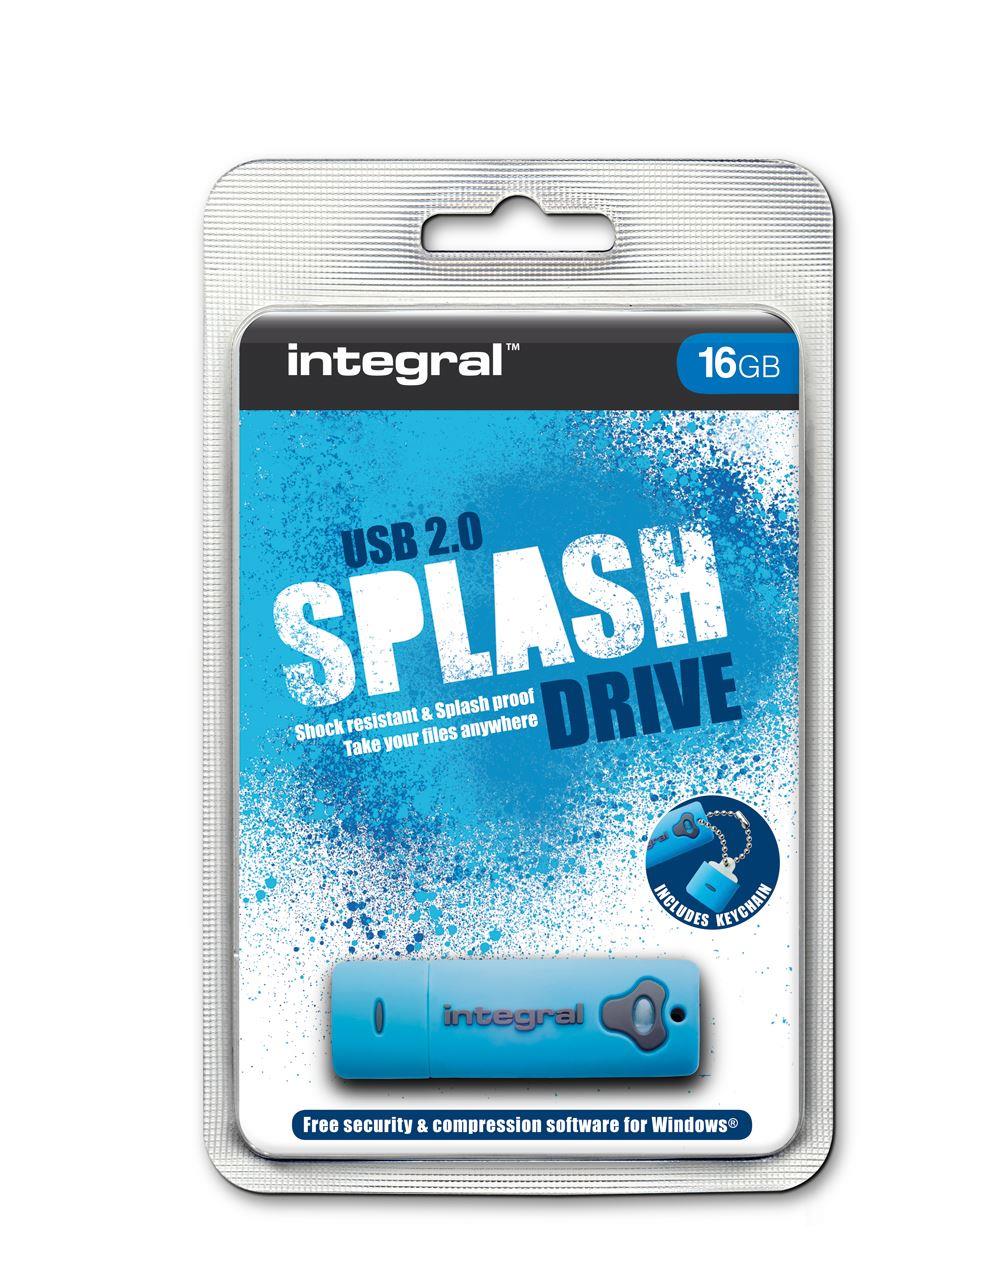 integral™
16GB
USB 2.0
SPLASH
DRIVE
Shock resistant & Splash proof
Take your files anywhere
INCLUDES KEYCHAIN
integral
Free security & compression software for Windows®